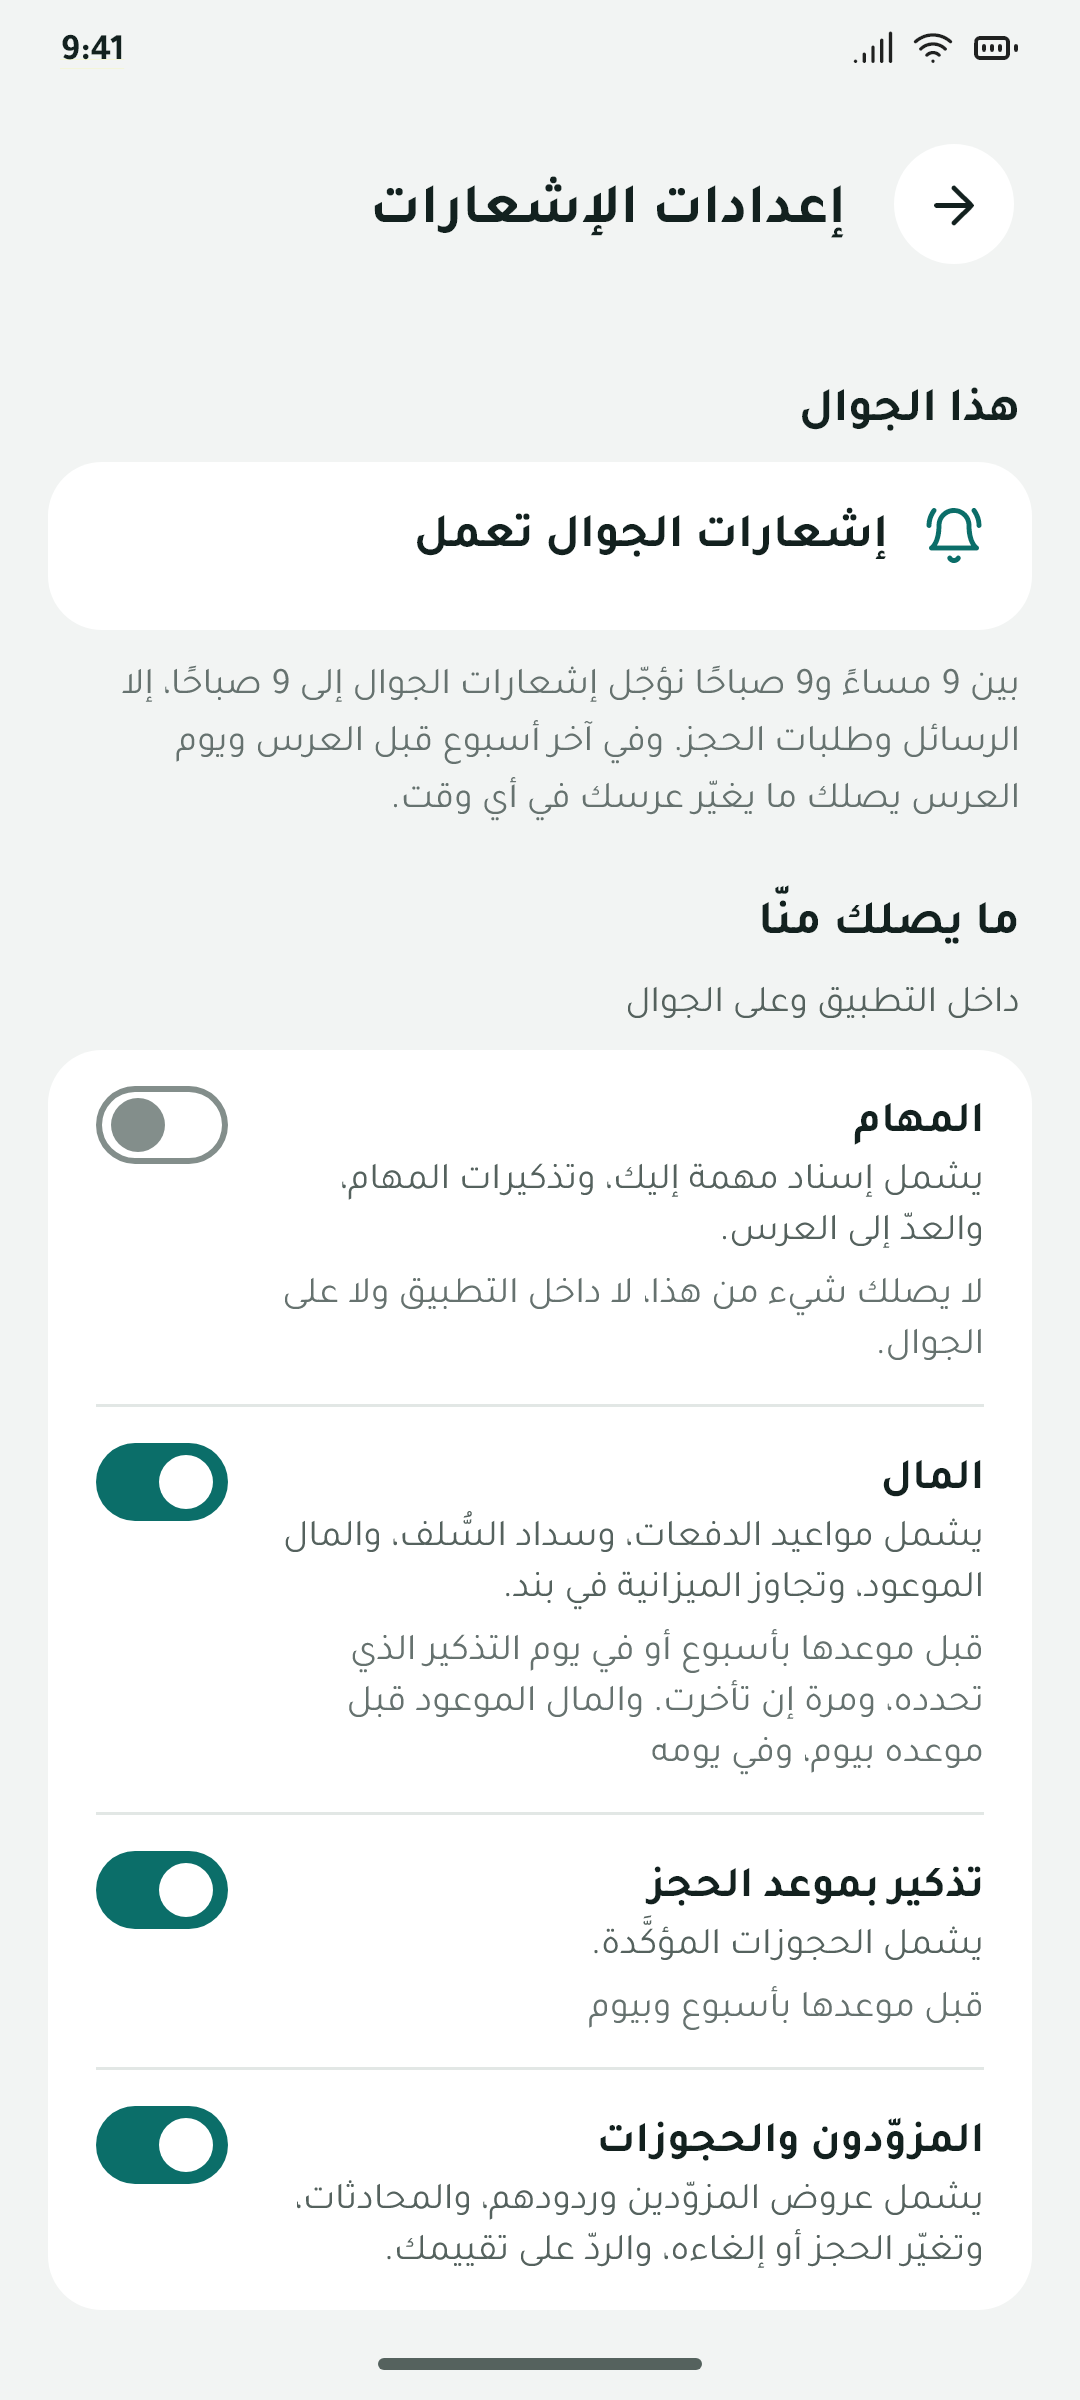 9:41
إعدادات الإشعارات
هذا الجوال
إشعارات الجوال تعمل
بين 9 مساءً و9 صباحًا نؤجّل إشعارات الجوال إلى 9 صباحًا، إلا
الرسائل وطلبات الحجز. وفي آخر أسبوع قبل العرس ويوم
العرس يصلك ما يغيّر عرسك في أي وقت.
ما يصلك منّا
داخل التطبيق وعلى الجوال
المهام
يشمل إسناد مهمة إليك، وتذكيرات المهام،
والعدّ إلى العرس.
لا يصلك شيء من هذا، لا داخل التطبيق ولا على
الجوال.
المال
يشمل مواعيد الدفعات، وسداد السُّلف، والمال
الموعود، وتجاوز الميزانية في بند.
قبل موعدها بأسبوع أو في يوم التذكير الذي
تحدده، ومرة إن تأخرت. والمال الموعود قبل
موعده بيوم، وفي يومه
تذكير بموعد الحجز
يشمل الحجوزات المؤكَّدة.
قبل موعدها بأسبوع وبيوم
المزوّدون والحجوزات
يشمل عروض المزوّدين وردودهم، والمحادثات،
وتغيّر الحجز أو إلغاءه، والردّ على تقييمك.